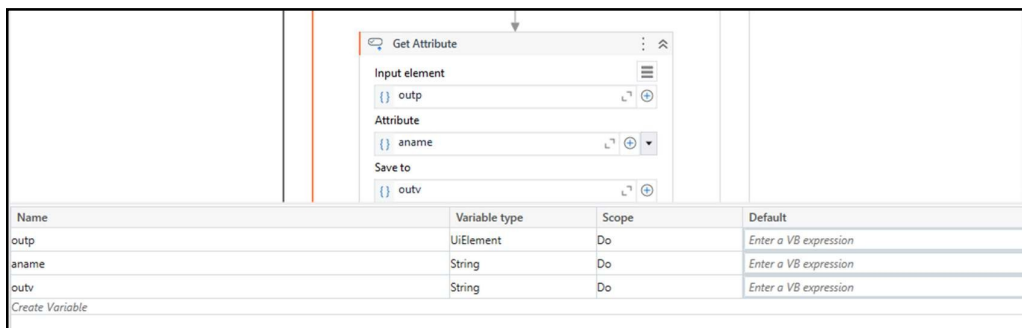 Get Attribute
Input element
{} outp
Attribute
{} aname
Save to
{} outv
Name Variable type Scope Default
outp UiElement Do Enter a VB expression
aname String Do Enter a VB expression
outv String Do Enter a VB expression
Create Variable